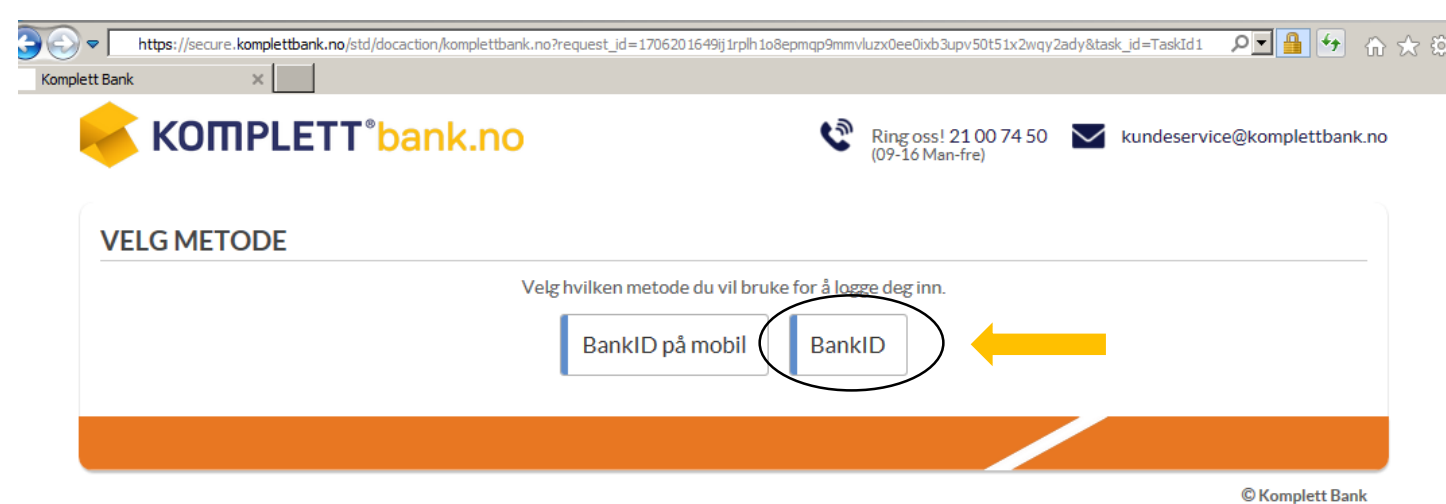 https://secure.komplettbank.no/std/docaction/komplettbank.no?request_id=1706201649ij1rplh1o8epmqp9mmvluzx0ee0ixb3upv50t51x2wqy2ady&task_id=TaskId1
Komplett Bank
KOMPLETT®bank.no
Ring oss! 21 00 74 50
(09-16 Man-fre)
kundeservice@komplettbank.no
VELG METODE
Velg hvilken metode du vil bruke for å logge deg inn.
BankID på mobil
BankID
© Komplett Bank